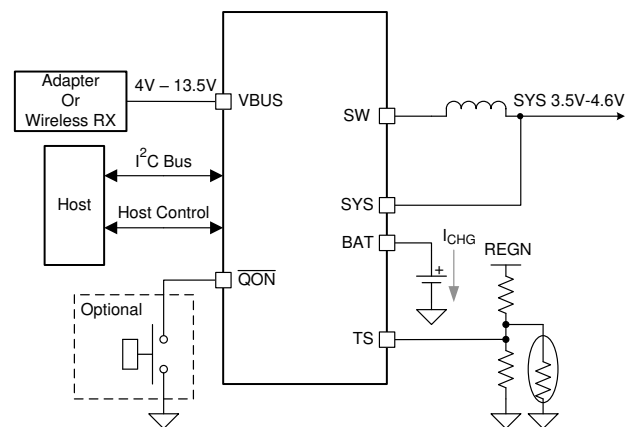 Adapter
Or
Wireless RX
4V – 13.5V
VBUS
SW
SYS 3.5V-4.6V
I2C Bus
Host
Host Control
SYS
BAT
ICHG
REGN
+
QON
Optional
TS